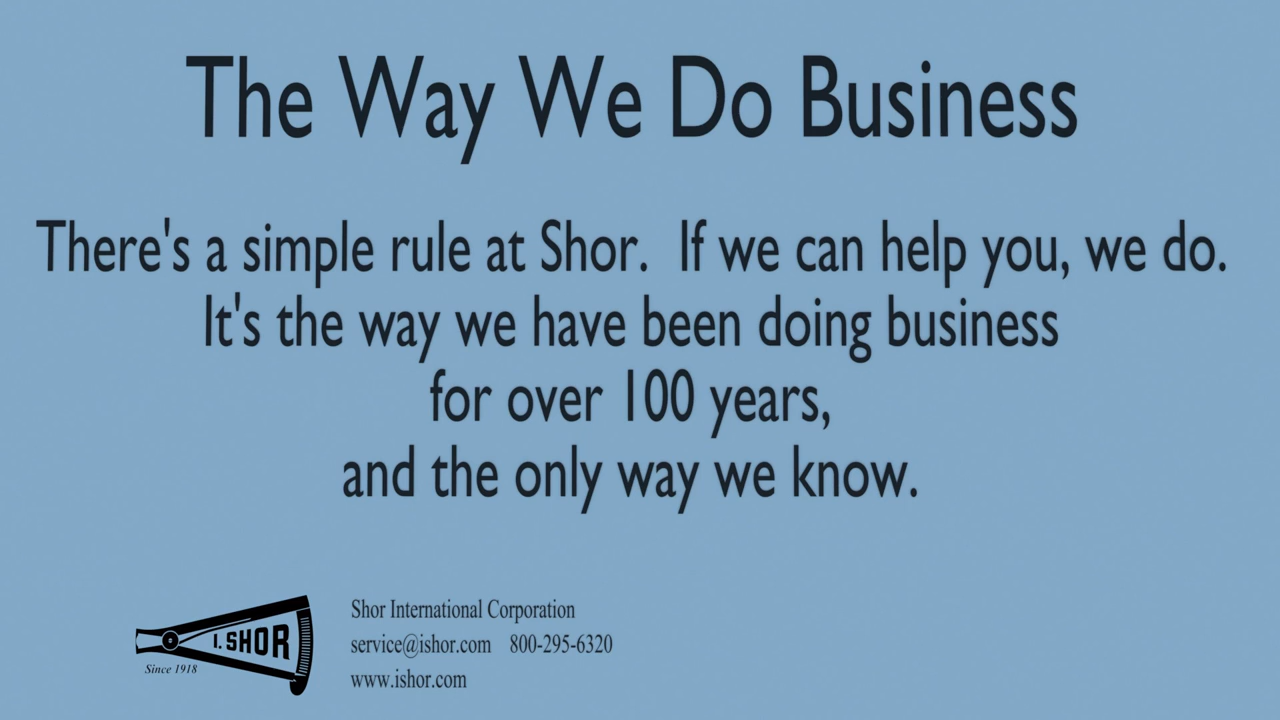 The Way We Do Business
There's a simple rule at Shor.  If we can help you, we do.
It's the way we have been doing business
for over 100 years,
and the only way we know.
I. SHOR
Since 1918
Shor International Corporation
service@ishor.com    800-295-6320
www.ishor.com